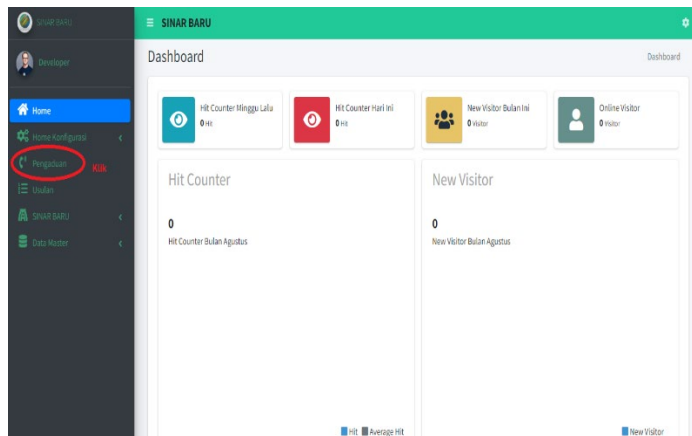 SINAR BARU
Developer
Home
Home Konfigurasi
Pengaduan
Klik
Usulan
SINAR BARU
Data Master
SINAR BARU
Dashboard
Dashboard
Hit Counter Minggu Lalu
0 Hit
Hit Counter Hari Ini
0 Hit
New Visitor Bulan Ini
0 Visitor
Online Visitor
0 Visitor
Hit Counter
0
Hit Counter Bulan Agustus
Hit
Average Hit
New Visitor
0
New Visitor Bulan Agustus
New Visitor